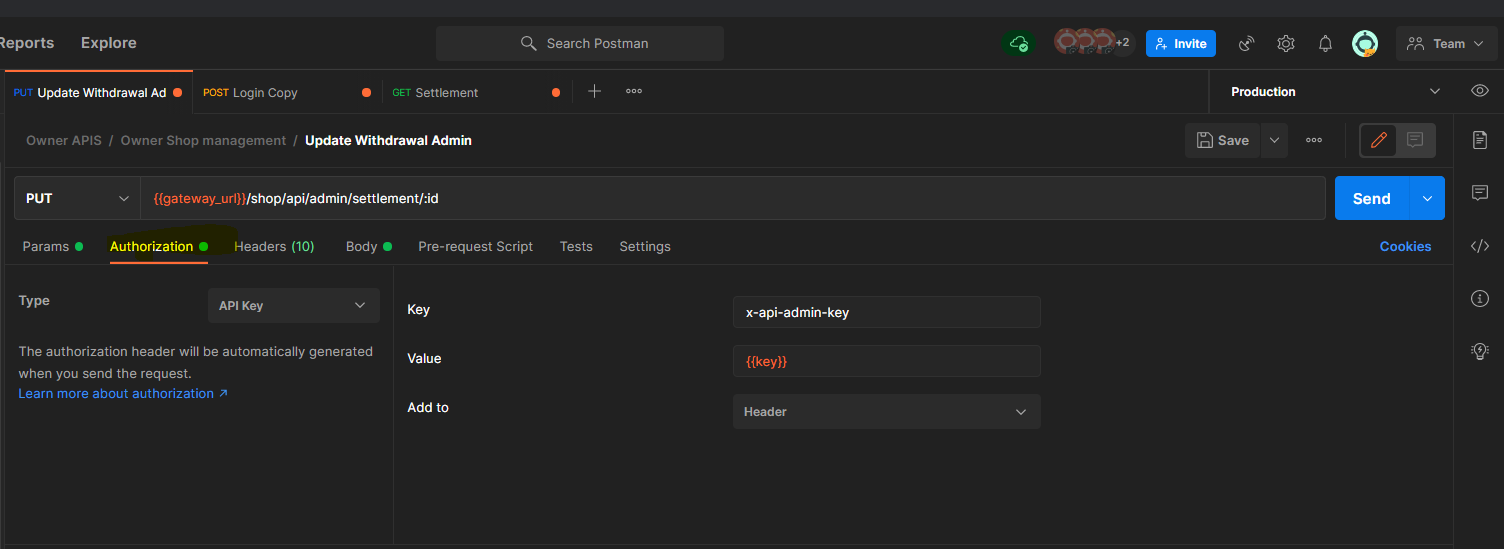 Reports Explore Search Postman +2 Invite Team
PUT Update Withdrawal Ad POST Login Copy GET Settlement Production
Owner APIS / Owner Shop management / Update Withdrawal Admin Save
PUT {{gateway_url}}/shop/api/admin/settlement/:id Send
Params Authorization Headers (10) Body Pre-request Script Tests Settings Cookies
Type API Key
The authorization header will be automatically generated
when you send the request.
Learn more about authorization ↗
Key x-api-admin-key
Value {{key}}
Add to Header